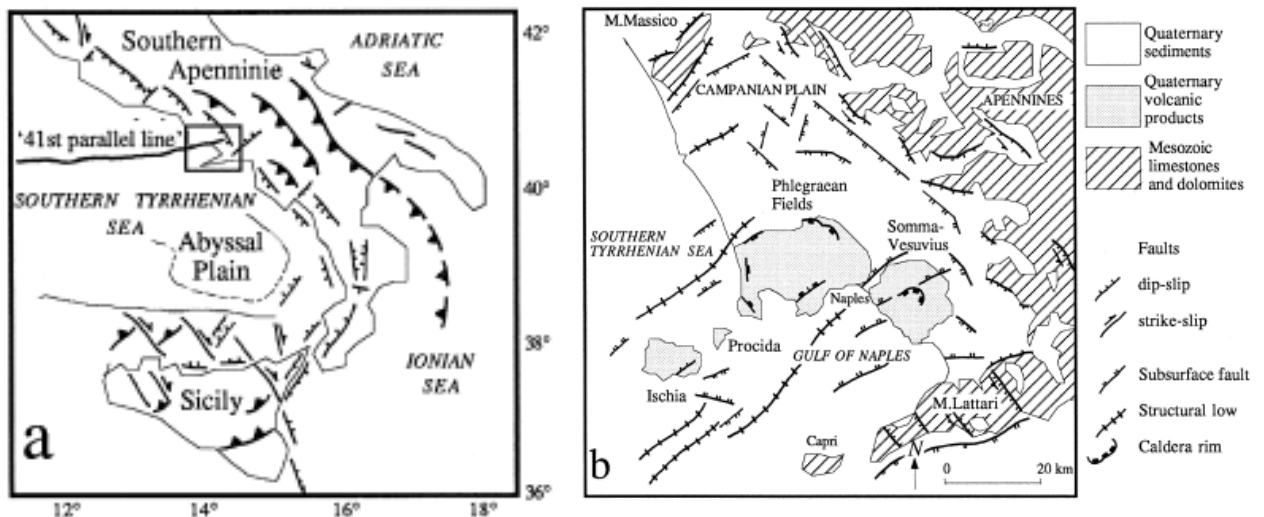 Southern
Apenninie
ADRIATIC
SEA
42°
'41st parallel line'
40°
SOUTHERN TYRRHENIAN
SEA
Abyssal
Plain
38°
IONIAN
SEA
Sicily
a
36°
12°
14°
16°
18°
M.Massico
CAMPANIAN PLAIN
APENNINES
Phlegraean
Fields
SOUTHERN
TYRRHENIAN SEA
Somma-
Vesuvius
Naples
Procida
GULF OF NAPLES
Ischia
M.Lattari
Capri
N
b
0
20 km
Quaternary
sediments
Quaternary
volcanic
products
Mesozoic
limestones
and dolomites
Faults
dip-slip
strike-slip
Subsurface fault
Structural low
Caldera rim